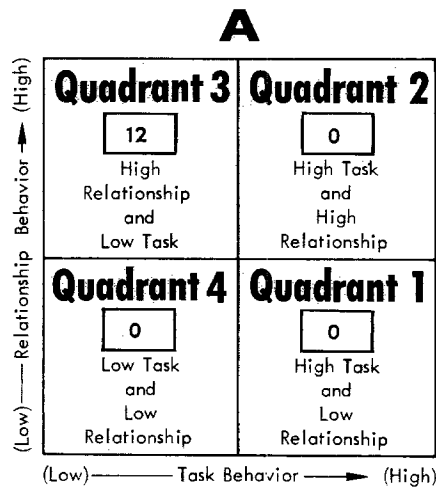 A
Quadrant 3
12
High
Relationship
and
Low Task
Quadrant 2
0
High Task
and
High
Relationship
Quadrant 4
0
Low Task
and
Low
Relationship
Quadrant 1
0
High Task
and
Low
Relationship
(Low) Relationship Behavior (High)
(Low) Task Behavior (High)